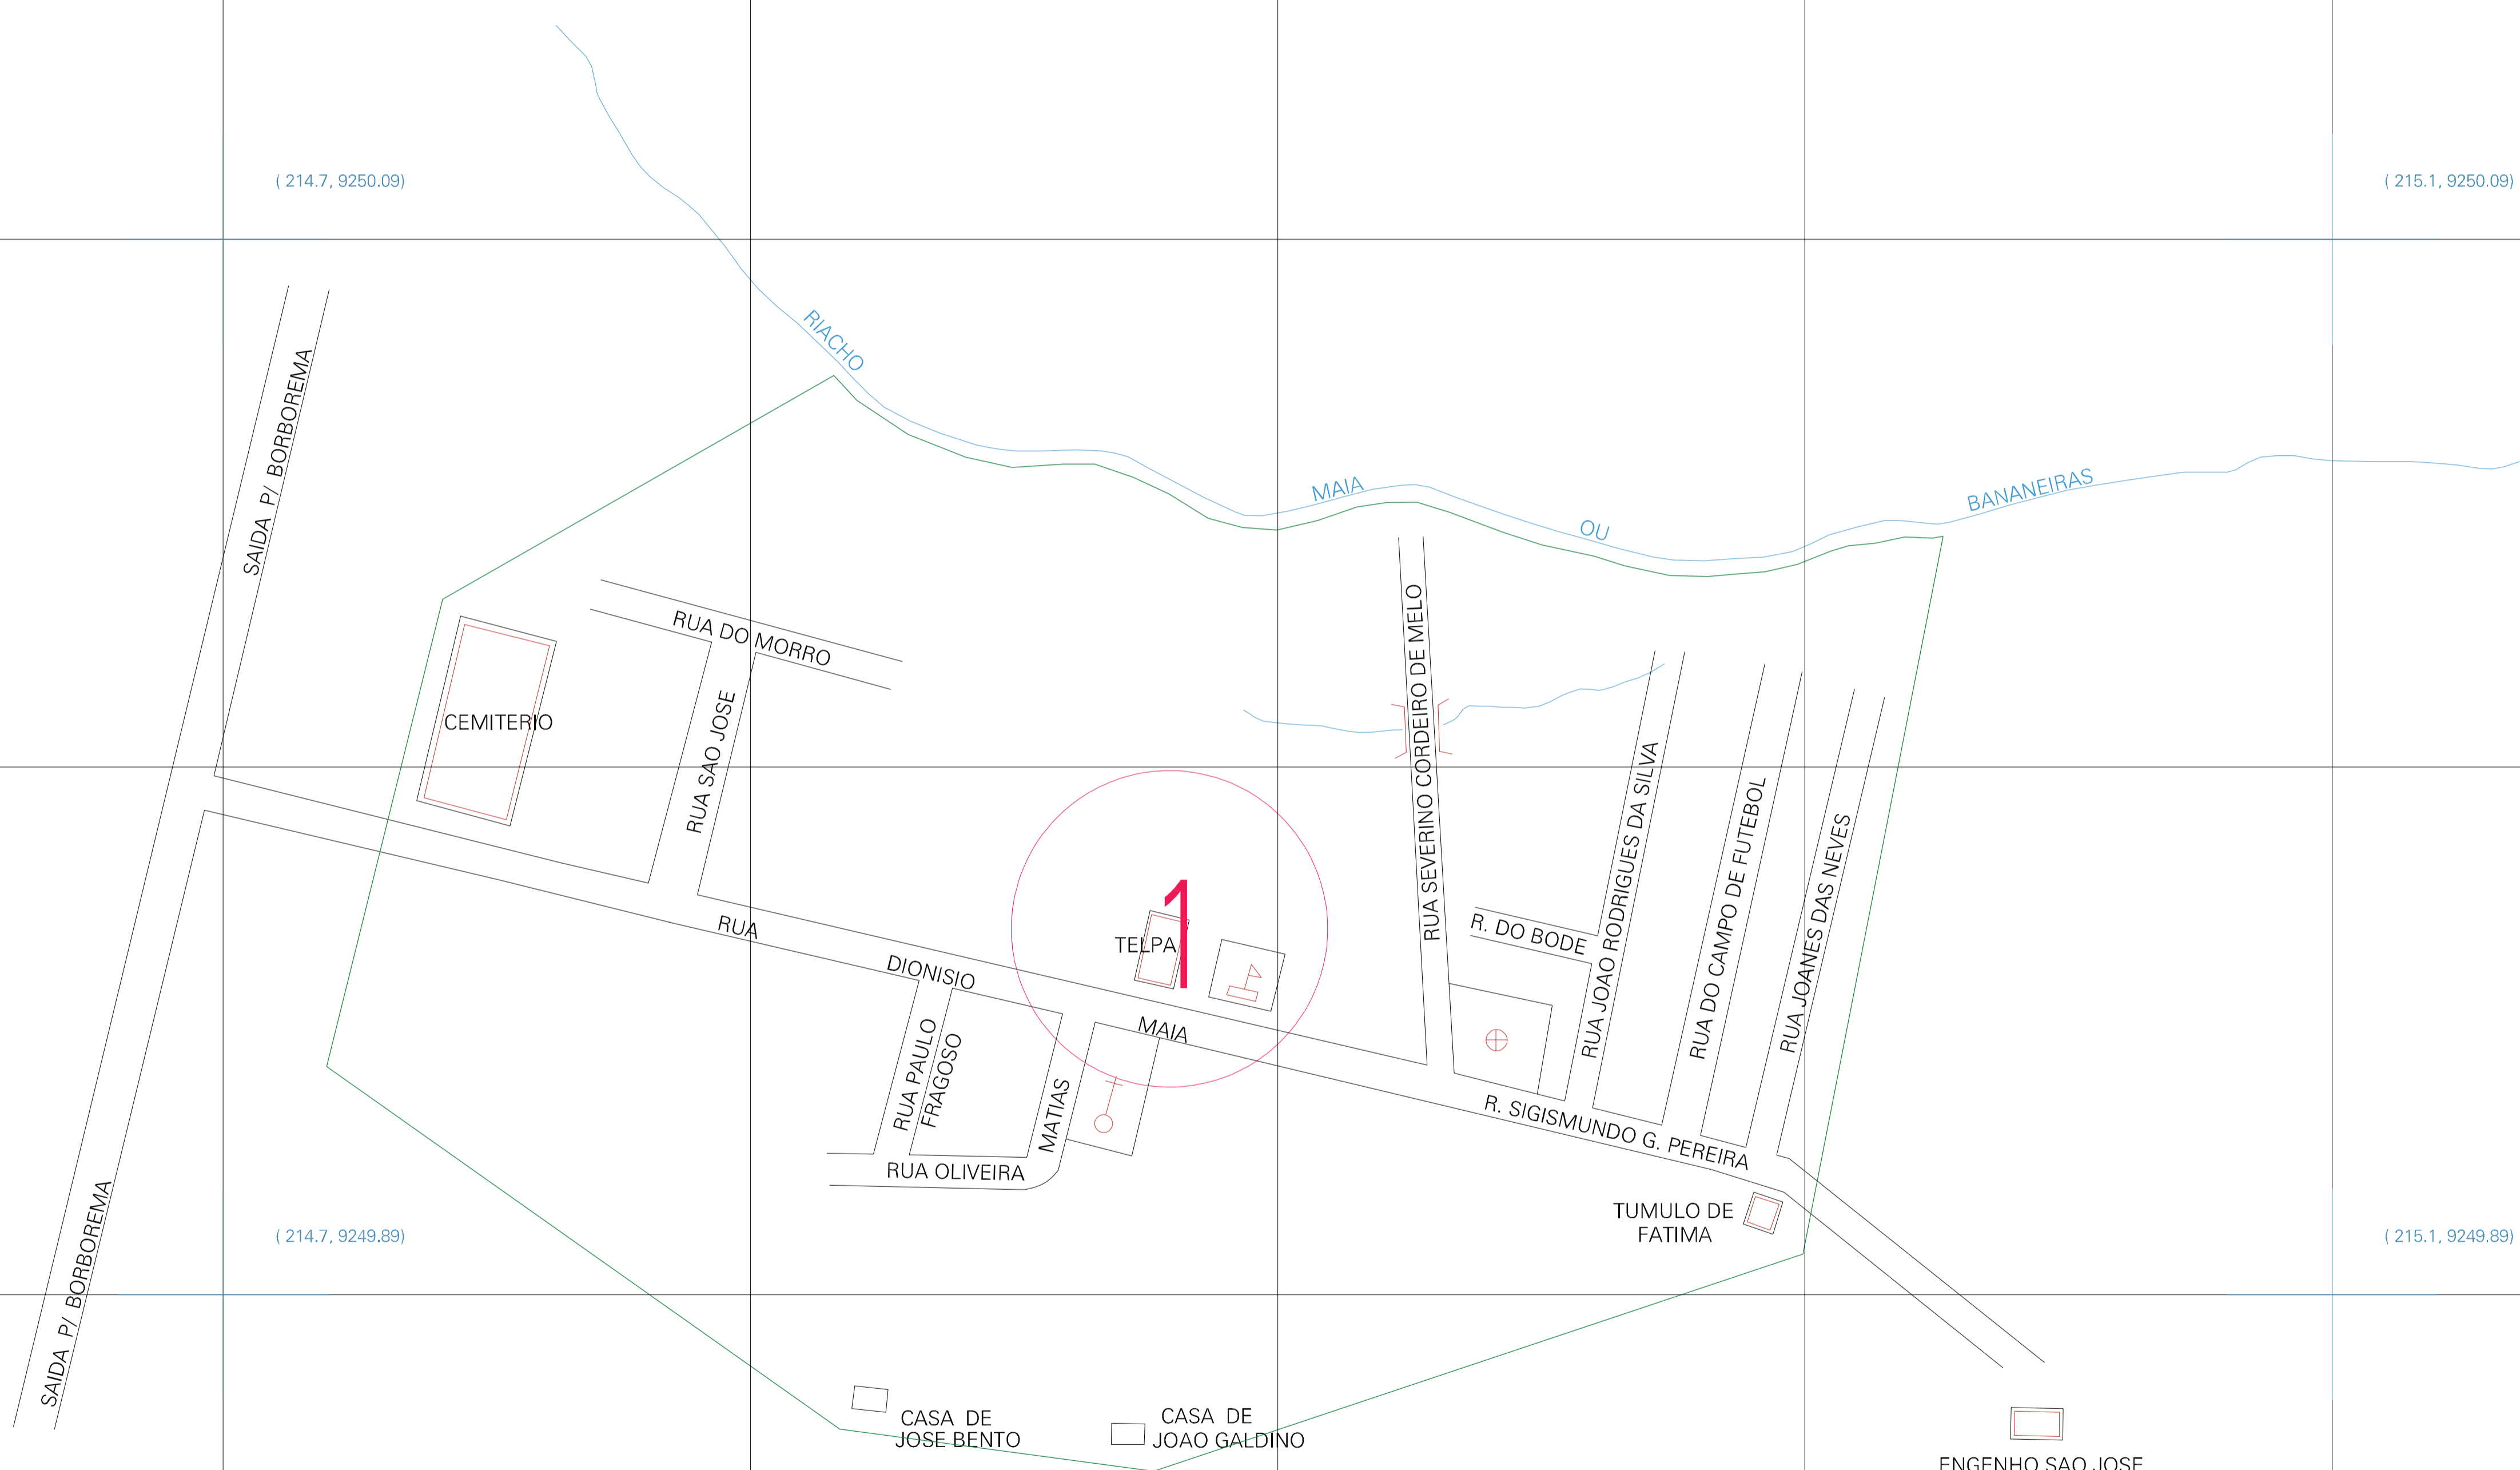 ( 214.7, 9250.09)
( 215.1, 9250.09)
RIACHO
MAIA
OU
BANANEIRAS
SAIDA P/ BORBOREMA
RUA DO MORRO
CEMITERIO
RUA SAO JOSE
RUA SEVERINO CORDEIRO DE MELO
RUA JOAO RODRIGUES DA SILVA
RUA DO CAMPO DE FUTEBOL
RUA JOANES DAS NEVES
1
TELPA
R. DO BODE
RUA
DIONISIO
MAIA
RUA PAULO
FRAGOSO
MATIAS
RUA OLIVEIRA
R. SIGISMUNDO G. PEREIRA
TUMULO DE
FATIMA
( 214.7, 9249.89)
( 215.1, 9249.89)
SAIDA P/ BORBOREMA
CASA DE
JOSE BENTO
CASA DE
JOAO GALDINO
ENGENHO SAO JOSE